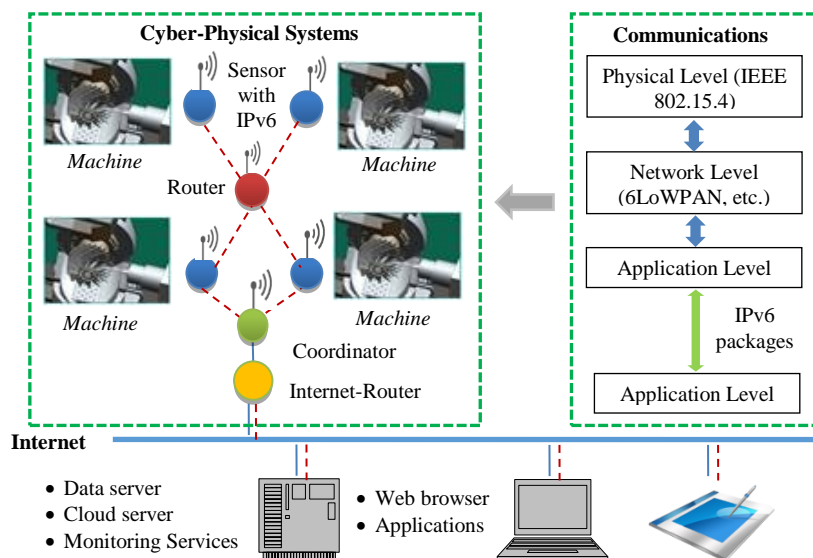 Cyber-Physical Systems
Sensor
with
IPv6
Machine
Machine
Router
Machine
Machine
Coordinator
Internet-Router
Communications
Physical Level (IEEE
802.15.4)
Network Level
(6LoWPAN, etc.)
Application Level
IPv6
packages
Application Level
Internet
• Data server
• Cloud server
• Monitoring Services
• Web browser
• Applications